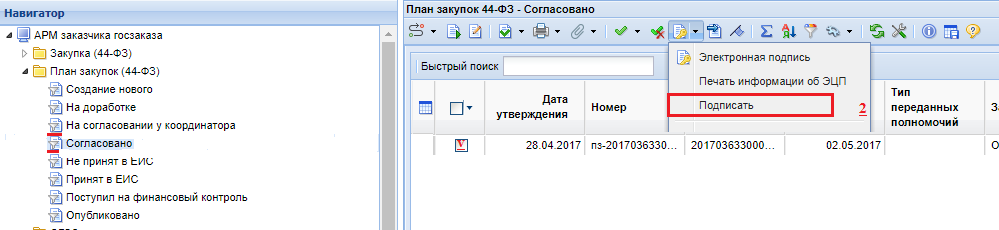 Навигатор
АРМ заказчика госзаказа
Закупка (44-ФЗ)
План закупок (44-ФЗ)
Создание нового
На доработке
На согласовании у координатора
Согласовано
Не принят в ЕИС
Принят в ЕИС
Поступил на финансовый контроль
Опубликовано
План закупок 44-ФЗ - Согласовано
Быстрый поиск
Электронная подпись
Печать информации об ЭЦП
Подписать 2
Дата утверждения
Номер
Тип переданных полномочий
За
28.04.2017 пз-2017036330... 201703633000... 02.05.2017 О